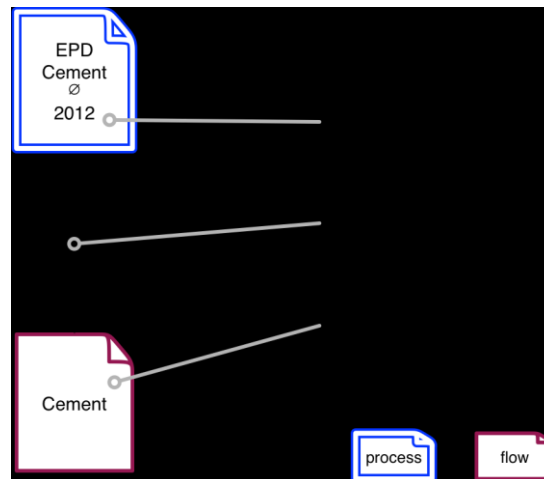 EPD
Cement
∅
2012
Cement
process
flow